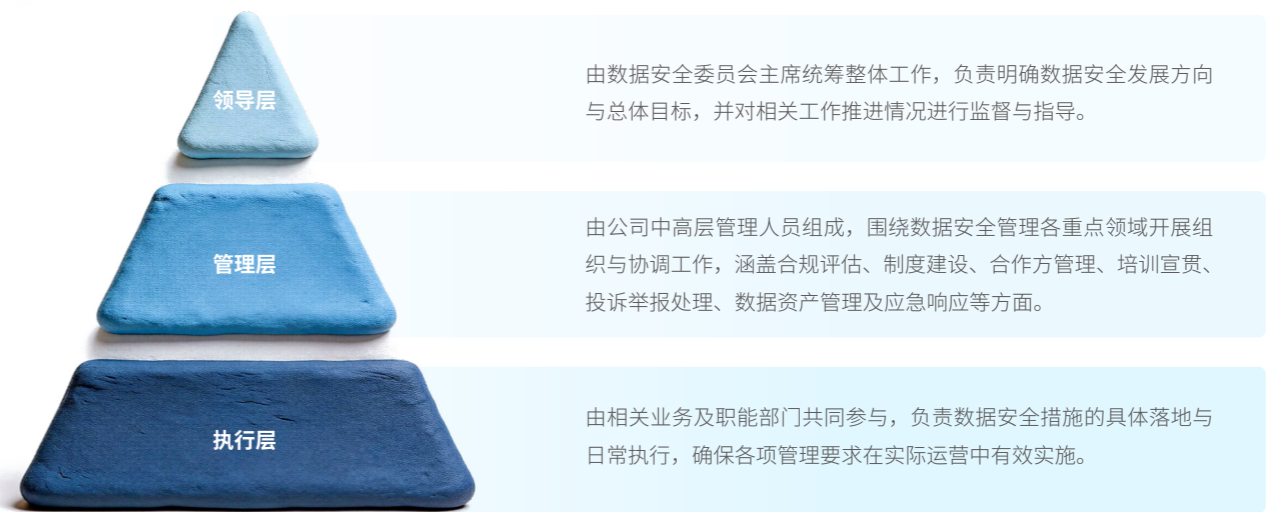 领导层
由数据安全委员会主席统筹整体工作，负责明确数据安全发展方向
与总体目标，并对相关工作推进情况进行监督与指导。
管理层
由公司中高层管理人员组成，围绕数据安全管理各重点领域开展组
织与协调工作，涵盖合规评估、制度建设、合作方管理、培训宣贯、
投诉举报处理、数据资产管理及应急响应等方面。
执行层
由相关业务及职能部门共同参与，负责数据安全措施的具体落地与
日常执行，确保各项管理要求在实际运营中有效实施。